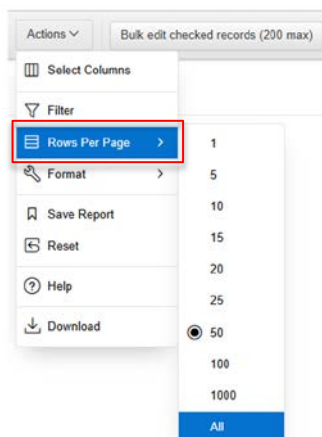 Actions
Bulk edit checked records (200 max)
Select Columns
Filter
Rows Per Page
Format
Save Report
Reset
Help
Download
1
5
10
15
20
25
50
100
1000
All